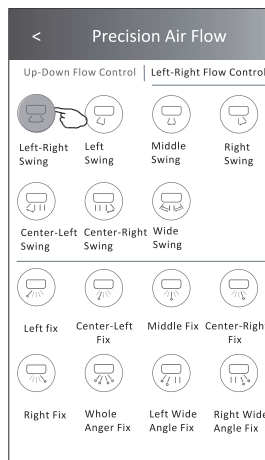 < Precision Air Flow
Up-Down Flow Control Left-Right Flow Control
Left-Right Left Middle Right
Swing Swing Swing Swing
Center-Left Center-Right Wide
Swing Swing Swing
Left fix Center-Left Middle Fix Center-Righ
Fix Fix
Right Fix Whole Left Wide Right Wide
Anger Fix Angle Fix Angle Fix